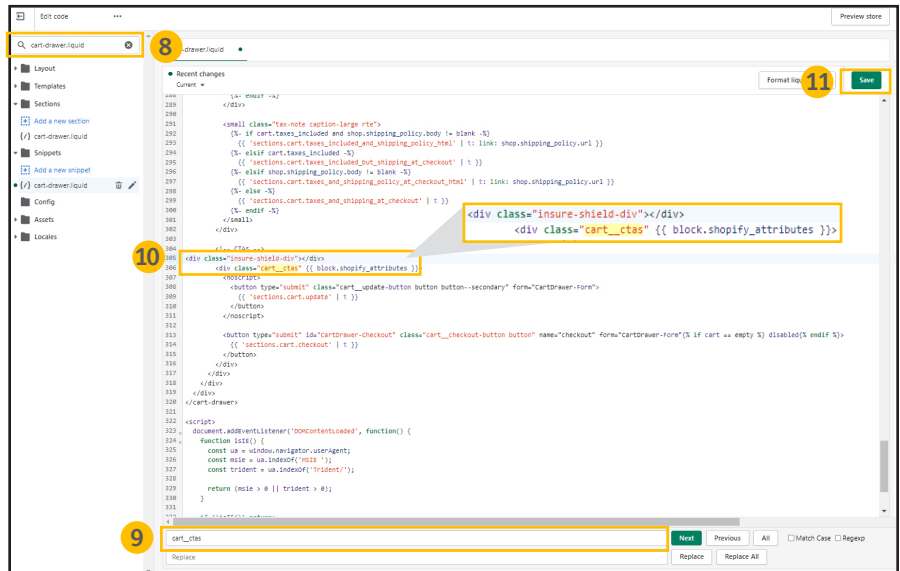 Edit code
•••
Preview store
cart-drawer.liquid
8
-drawer.liquid
Layout
Templates
Sections
Add a new section
{/} cart-drawer.liquid
Snippets
Add a new snippet
{/} cart-drawer.liquid
Config
Assets
Locales
Recent changes
Current
Format liqu
11
Save
288 {%- endif -%}
289 </div>
290
291 <small class="tax-note caption-large rte">
292 {%- if cart.taxes_included and shop.shipping_policy.body != blank -%}
293 {{ 'sections.cart.taxes_included_and_shipping_policy_html' | t: link: shop.shipping_policy.url }}
294 {%- elsif cart.taxes_included -%}
295 {{ 'sections.cart.taxes_included_but_shipping_at_checkout' | t }}
296 {%- elsif shop.shipping_policy.body != blank -%}
297 {{ 'sections.cart.taxes_and_shipping_policy_at_checkout_html' | t: link: shop.shipping_policy.url }}
298 {%- else -%}
299 {{ 'sections.cart.taxes_and_shipping_at_checkout' | t }}
300 {%- endif -%}
301 </small>
302 </div>
303
304 <!-- CTAs -->
10
305 <div class="insure-shield-div"></div>
306 <div class="cart__ctas" {{ block.shopify_attributes }}>
<div class="insure-shield-div"></div>
<div class="cart__ctas" {{ block.shopify_attributes }}>
307 <noscript>
308 <button type="submit" class="cart__update-button button button--secondary" form="CartDrawer-Form">
309 {{ 'sections.cart.update' | t }}
310 </button>
311 </noscript>
312
313 <button type="submit" id="CartDrawer-Checkout" class="cart__checkout-button button" name="checkout" form="CartDrawer-Form"{% if cart == empty %} disabled{% endif %}>
314 {{ 'sections.cart.checkout' | t }}
315 </button>
316 </div>
317 </div>
318 </div>
319 </div>
320 </cart-drawer>
321
322 <script>
323 document.addEventListener('DOMContentLoaded', function() {
324 function isIE() {
325 const ua = window.navigator.userAgent;
326 const msie = ua.indexOf('MSIE ');
327 const trident = ua.indexOf('Trident/');
328
329 return (msie > 0 || trident > 0);
330 }
331
9
cart__ctas
Next
Previous
All
Match Case
Regexp
Replace
Replace
Replace All